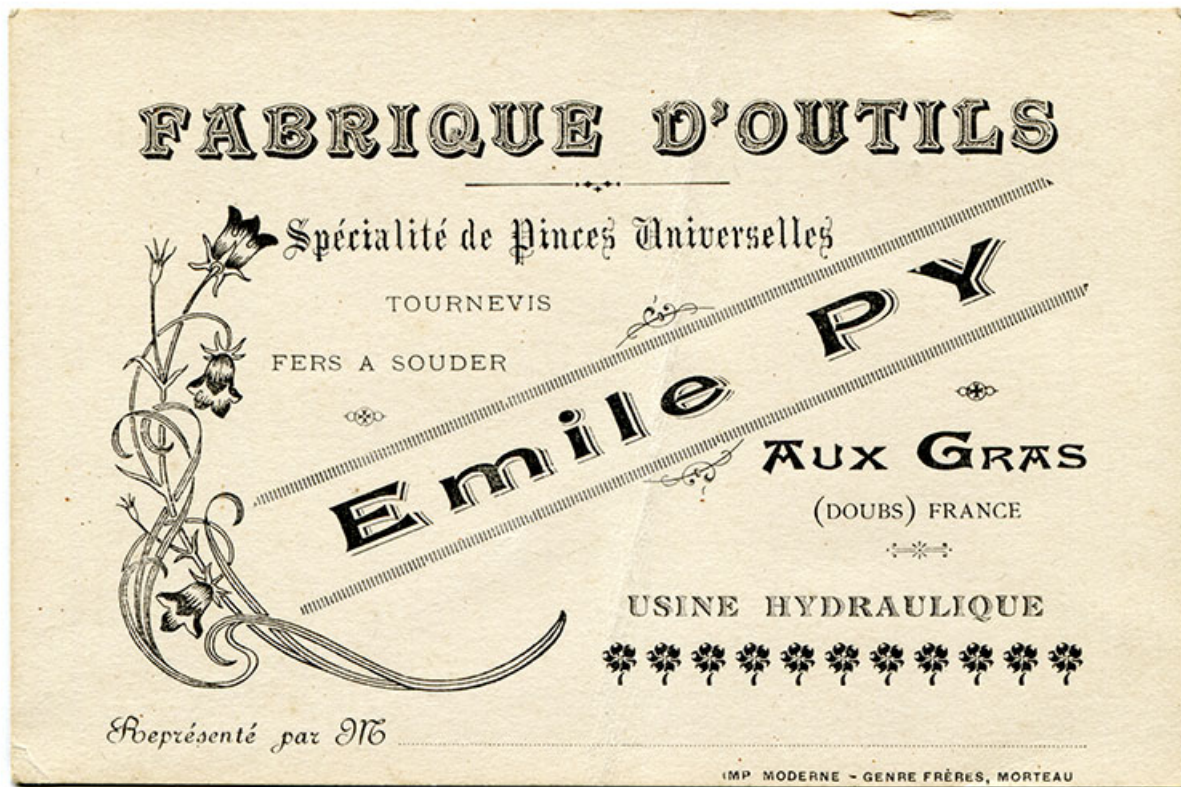 FABRIQUE D'OUTILS
Spécialité de Pinces Universelles
TOURNEVIS
FERS A SOUDER
Emile PY
AUX GRAS
(DOUBS) FRANCE
USINE HYDRAULIQUE
Représenté par M
IMP MODERNE - GENRE FRÈRES, MORTEAU